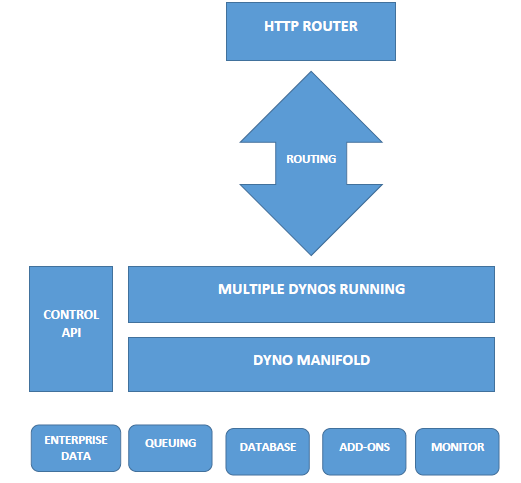 HTTP ROUTER
ROUTING
MULTIPLE DYNOS RUNNING
CONTROL
API
DYNO MANIFOLD
ENTERPRISE
DATA
QUEUING
DATABASE
ADD-ONS
MONITOR